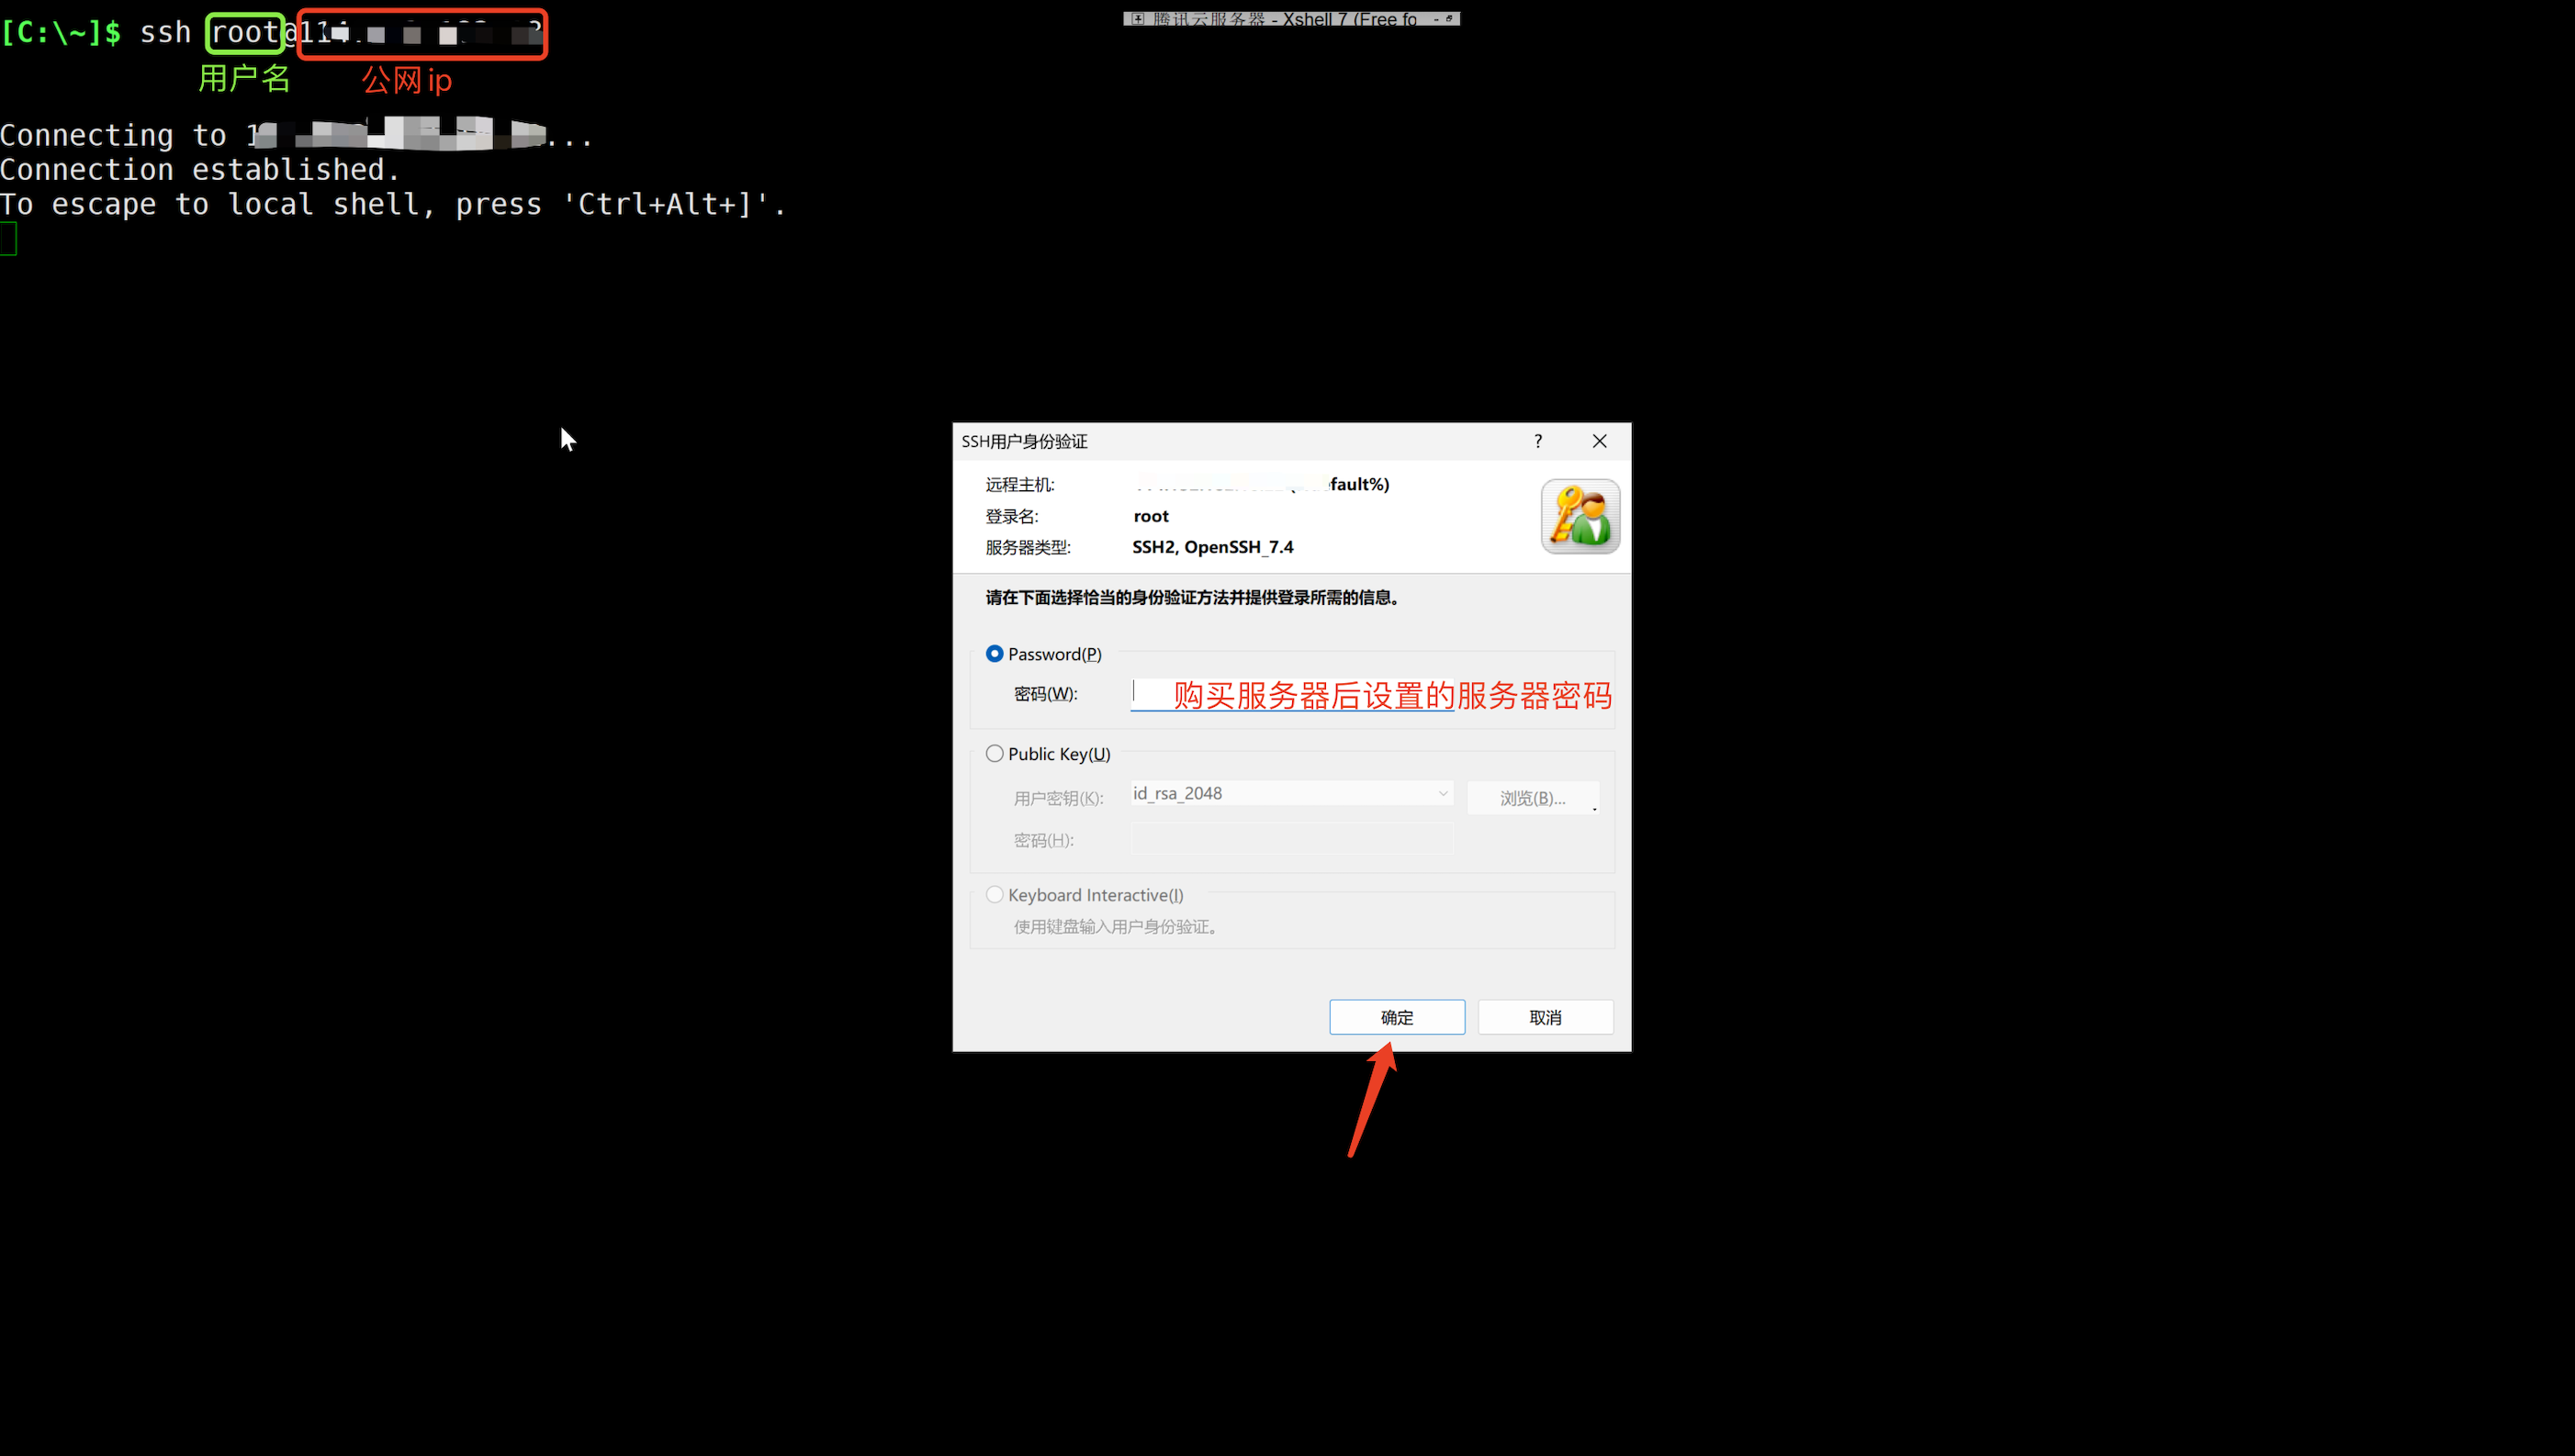 [C:\~]$ ssh root@114.
用户名 公网ip
腾讯云服务器 - Xshell 7 (Free fo
Connecting to 1...
Connection established.
To escape to local shell, press 'Ctrl+Alt+]'.
SSH用户身份验证 ?
远程主机: fault%)
登录名: root
服务器类型: SSH2, OpenSSH_7.4
请在下面选择恰当的身份验证方法并提供登录所需的信息。
Password(P)
密码(W): 购买服务器后设置的服务器密码
Public Key(U)
用户密钥(K): id_rsa_2048 浏览(B)...
密码(H):
Keyboard Interactive(I)
使用键盘输入用户身份验证。
确定 取消